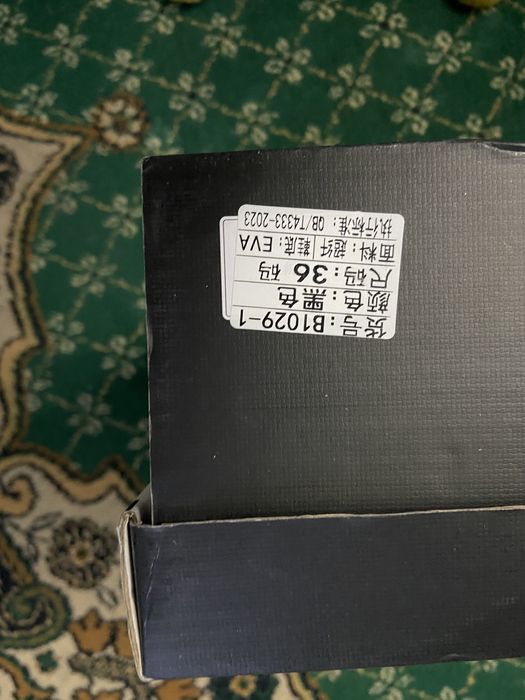 货号：B1029-1
颜色：黑色
尺码：36 码
面料：超纤 鞋底：EVA
执行标准：QB/T4333-2023